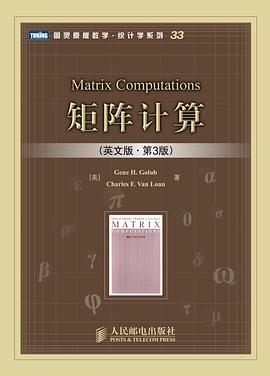 TURING 图灵原版数学·统计学系列 33
Matrix Computations
矩阵计算
(英文版·第3版)
[美] Gene H. Golub
Charles F. Van Loan 著
MATRIX
COMPUTATIONS
人民邮电出版社
POSTS & TELECOM PRESS